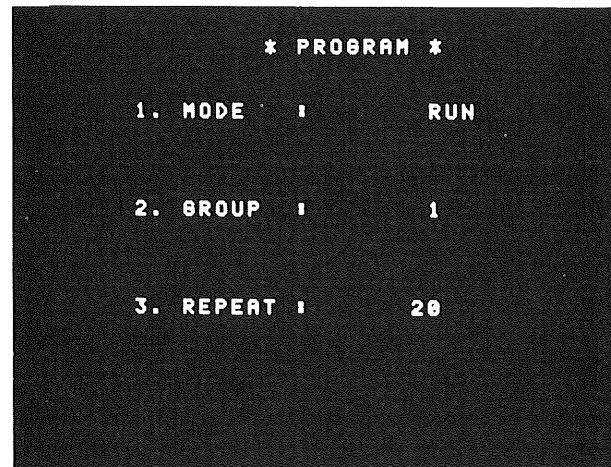 * PROGRAM *
1. MODE : RUN
2. GROUP : 1
3. REPEAT : 20